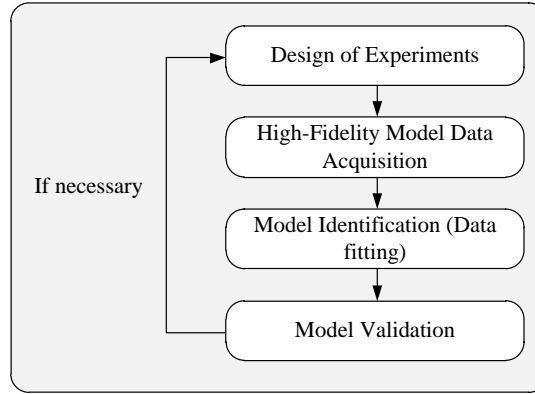 Design of Experiments
High-Fidelity Model Data
Acquisition
If necessary
Model Identification (Data
fitting)
Model Validation